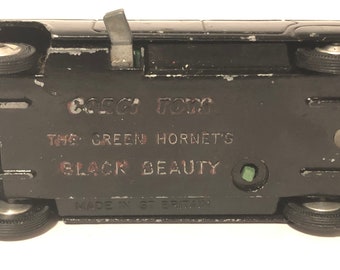 CORGI TOYS
THE GREEN HORNET'S
BLACK BEAUTY
MADE IN GT BRITAIN